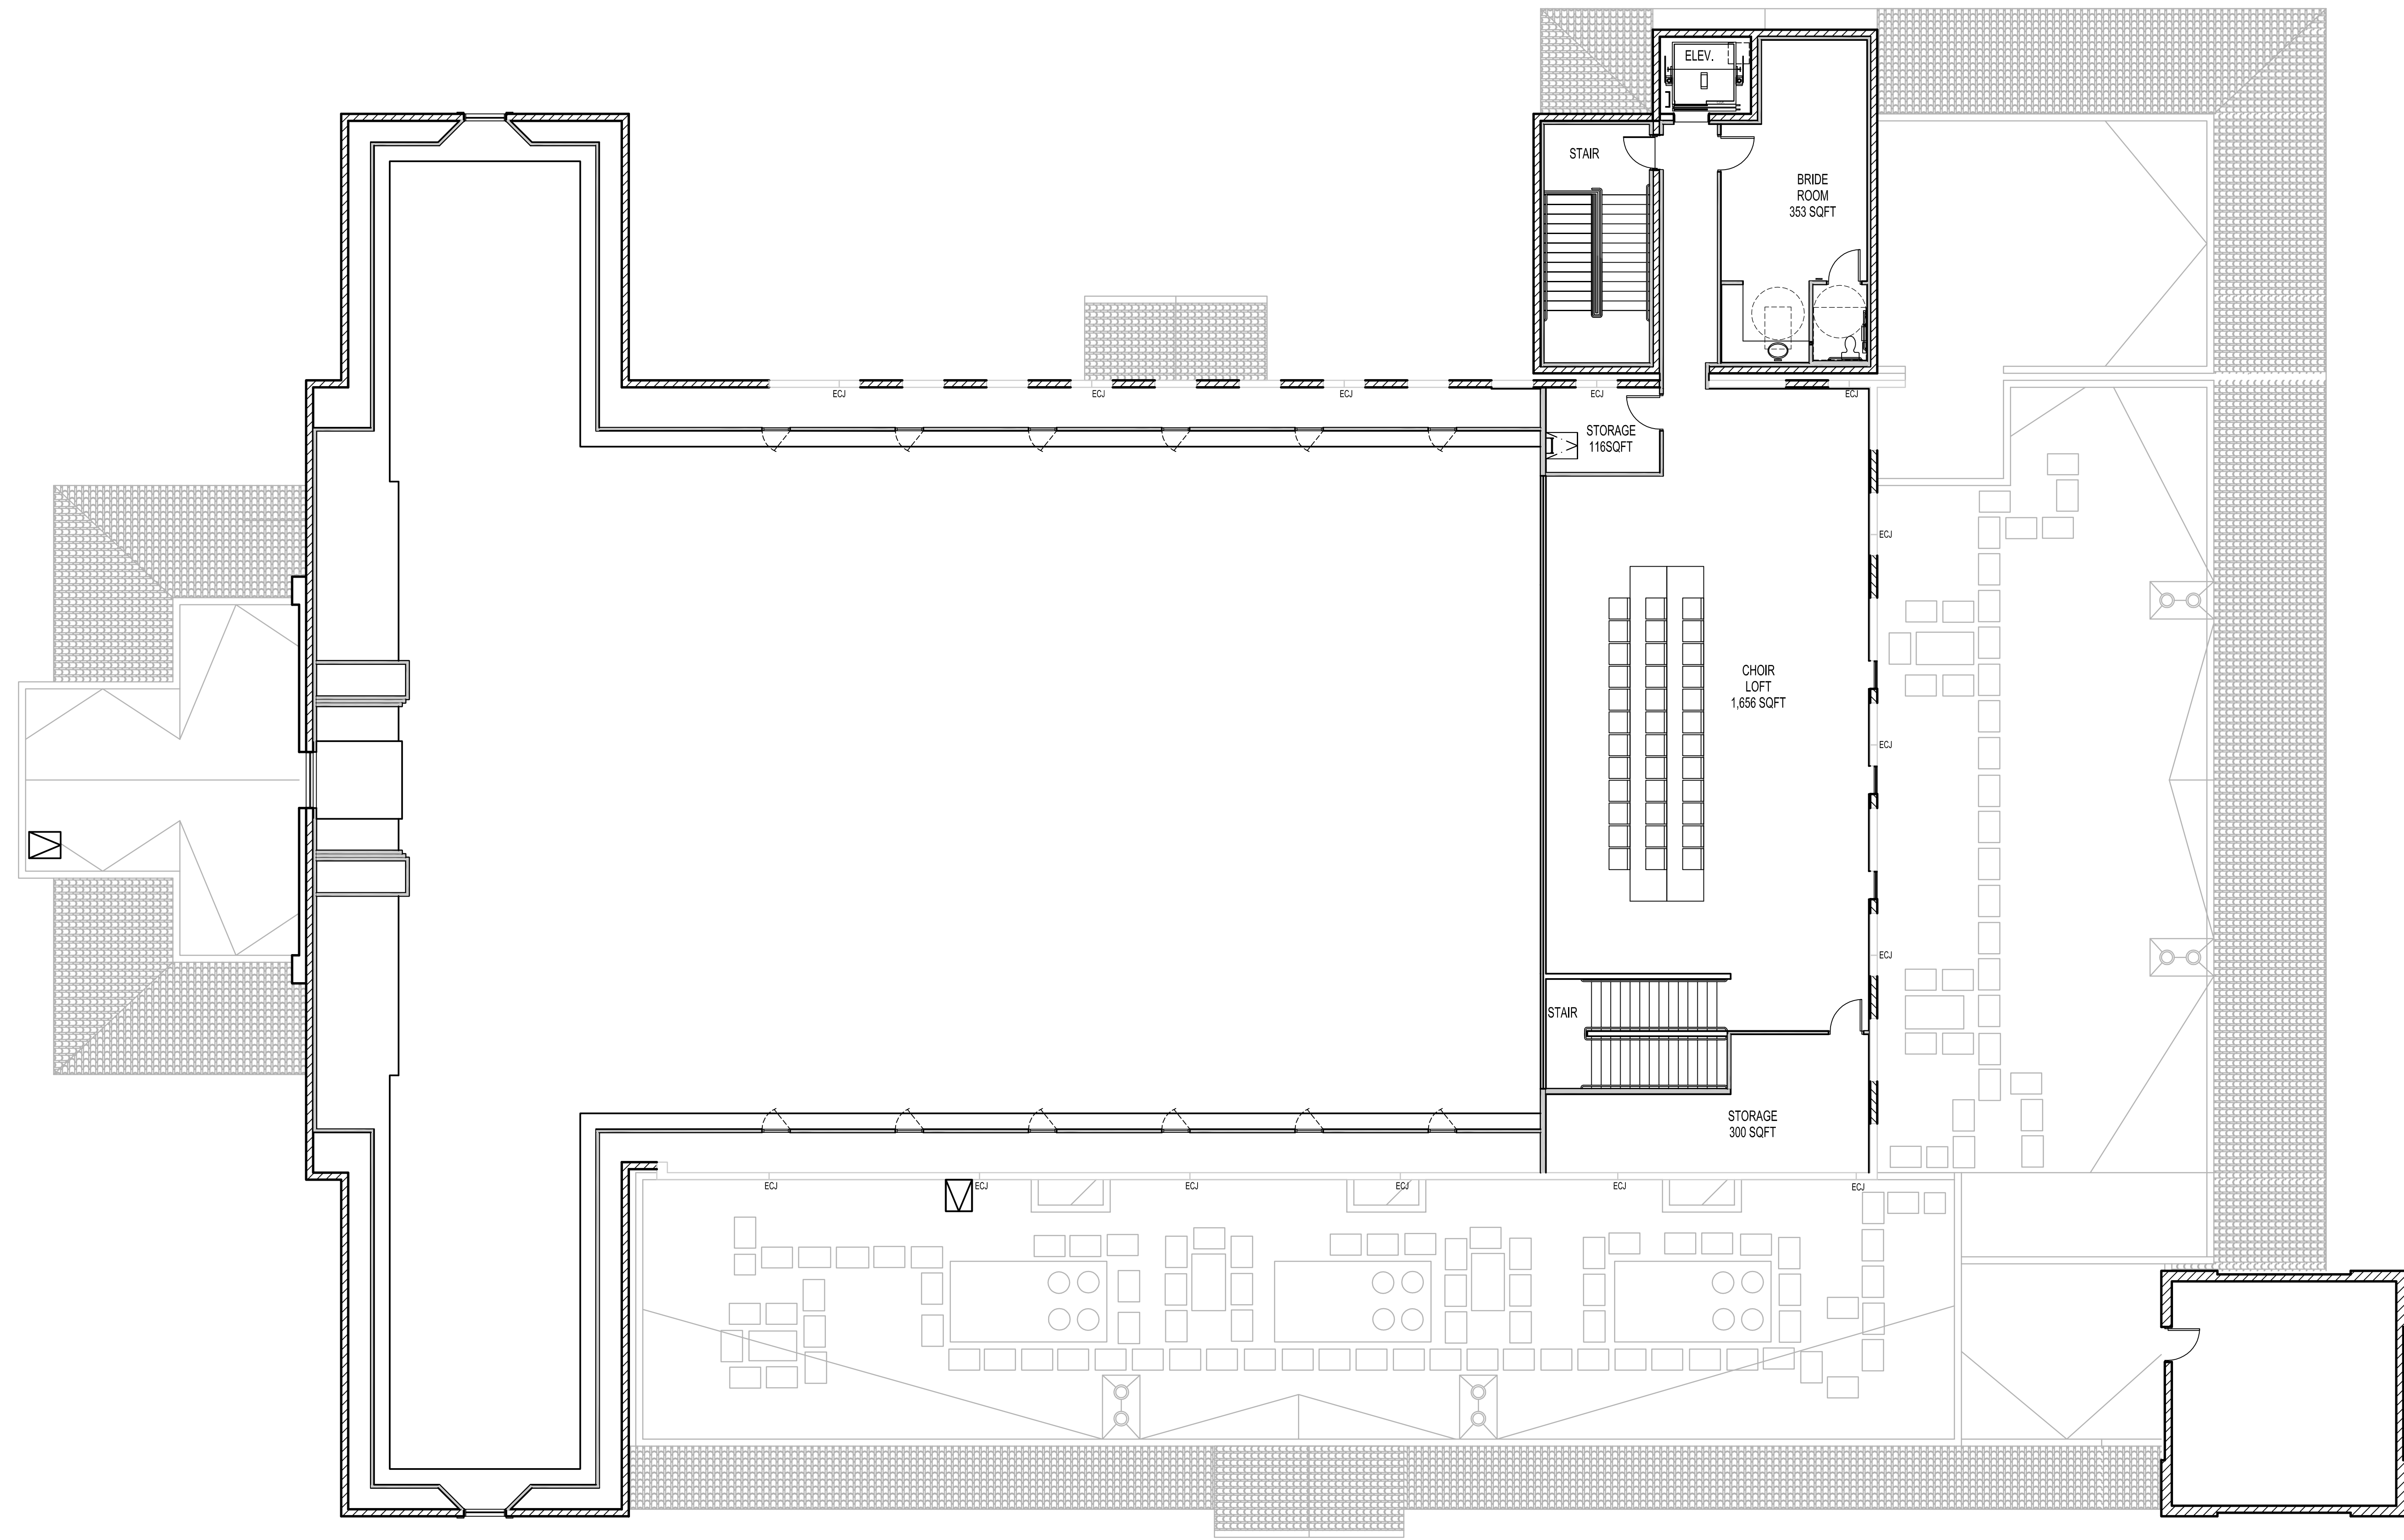 ELEV.
STAIR
BRIDE
ROOM
353 SQFT
ECJ
ECJ
ECJ
ECJ
ECJ
STORAGE
116SQFT
ECJ
CHOIR
LOFT
1,656 SQFT
ECJ
ECJ
STAIR
STORAGE
300 SQFT
ECJ
ECJ
ECJ
ECJ
ECJ
ECJ